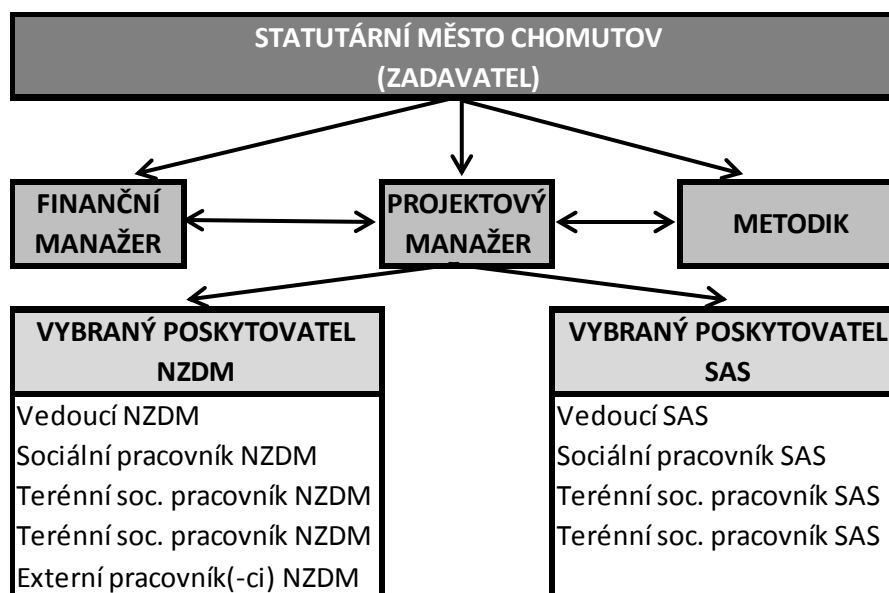 STATUTÁRNÍ MĚSTO CHOMUTOV
(ZADAVATEL)
FINANČNÍ
MANAŽER
PROJEKTOVÝ
MANAŽER
METODIK
VYBRANÝ POSKYTOVATEL
NZDM
Vedoucí NZDM
Sociální pracovník NZDM
Terénní soc. pracovník NZDM
Terénní soc. pracovník NZDM
Externí pracovník(-ci) NZDM
VYBRANÝ POSKYTOVATEL
SAS
Vedoucí SAS
Sociální pracovník SAS
Terénní soc. pracovník SAS
Terénní soc. pracovník SAS